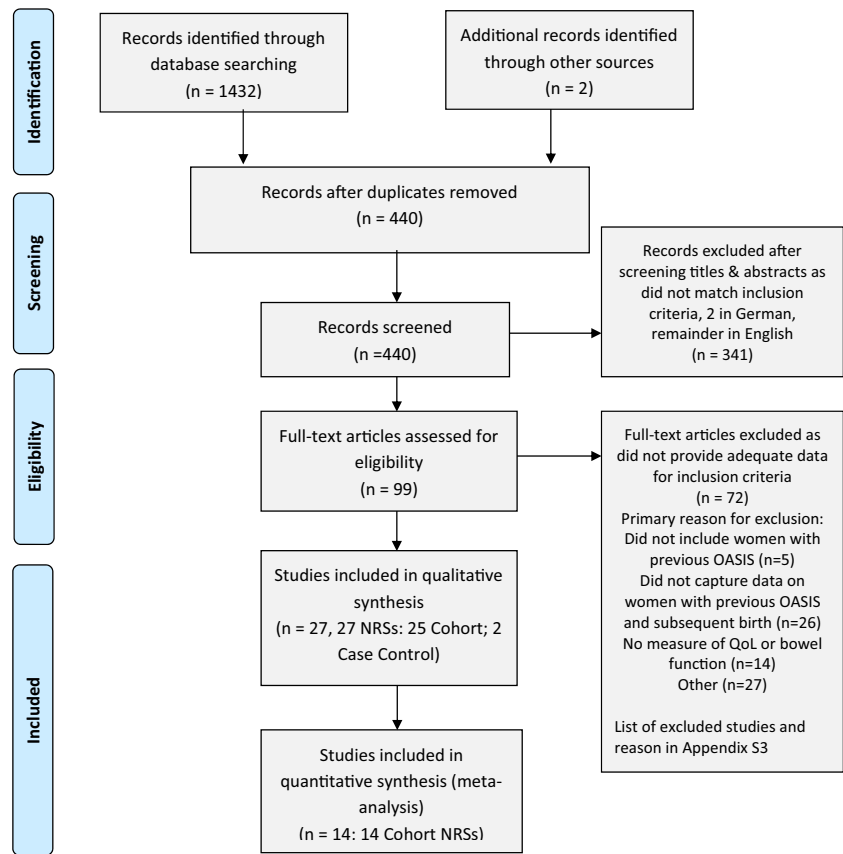 Identification
Records identified through
database searching
(n = 1432)
Additional records identified
through other sources
(n = 2)
Records after duplicates removed
(n = 440)
Screening
Records screened
(n =440)
Records excluded after
screening titles & abstracts as
did not match inclusion
criteria, 2 in German,
remainder in English
(n = 341)
Eligibility
Full-text articles assessed for
eligibility
(n = 99)
Full-text articles excluded as
did not provide adequate data
for inclusion criteria
(n = 72)
Primary reason for exclusion:
Did not include women with
previous OASIS (n=5)
Did not capture data on
women with previous OASIS
and subsequent birth (n=26)
No measure of QoL or bowel
function (n=14)
Other (n=27)
List of excluded studies and
reason in Appendix S3
Included
Studies included in qualitative
synthesis
(n = 27, 27 NRSs: 25 Cohort; 2
Case Control)
Studies included in
quantitative synthesis (meta-
analysis)
(n = 14: 14 Cohort NRSs)